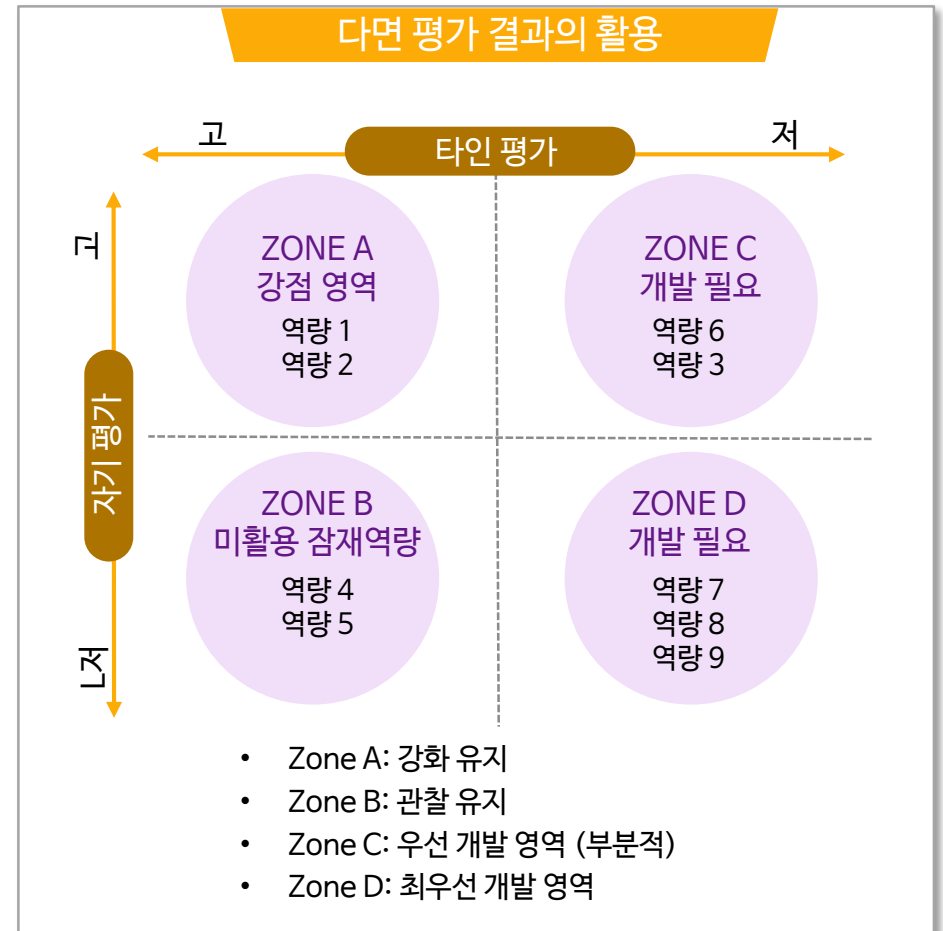 다면 평가 결과의 활용
고
타인 평가
저
고
자기 평가
L저
ZONE A
강점 영역
역량 1
역량 2
ZONE C
개발 필요
역량 6
역량 3
ZONE B
미활용 잠재역량
역량 4
역량 5
ZONE D
개발 필요
역량 7
역량 8
역량 9
• Zone A: 강화 유지
• Zone B: 관찰 유지
• Zone C: 우선 개발 영역 (부분적)
• Zone D: 최우선 개발 영역